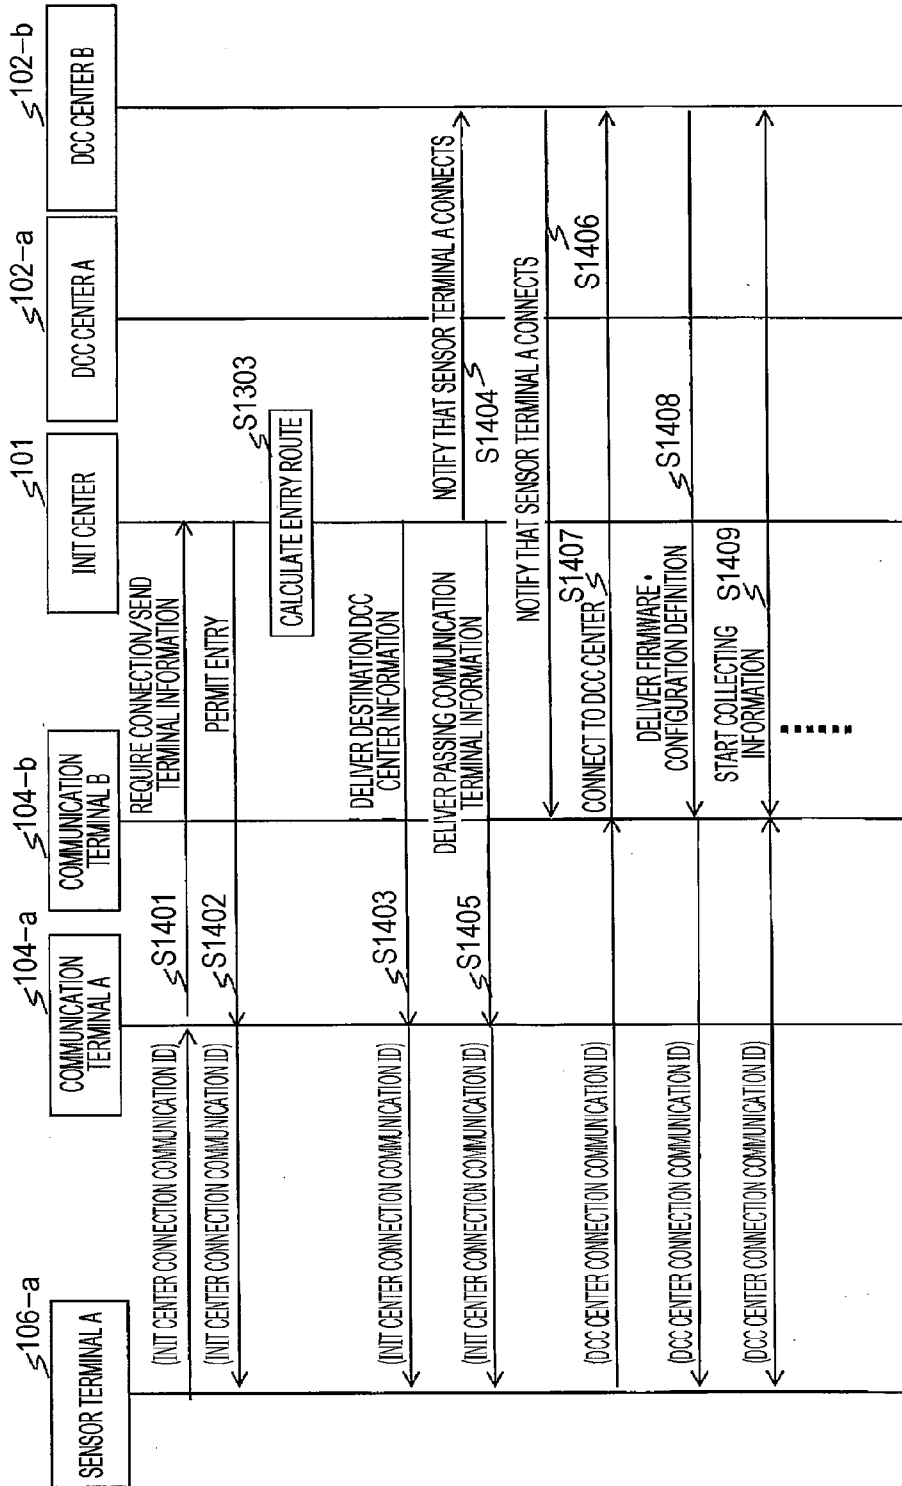 106-a
SENSOR TERMINAL A
104-a
COMMUNICATION
TERMINAL A
104-b
COMMUNICATION
TERMINAL B
101
INIT CENTER
102-a
DCC CENTER A
102-b
DCC CENTER B
(INIT CENTER CONNECTION COMMUNICATION ID)
S1401
REQUIRE CONNECTION/SEND
TERMINAL INFORMATION
(INIT CENTER CONNECTION COMMUNICATION ID)
S1402
PERMIT ENTRY
S1303
CALCULATE ENTRY ROUTE
(INIT CENTER CONNECTION COMMUNICATION ID)
S1403
DELIVER DESTINATION DCC
CENTER INFORMATION
NOTIFY THAT SENSOR TERMINAL A CONNECTS
S1404
(INIT CENTER CONNECTION COMMUNICATION ID)
S1405
DELIVER PASSING COMMUNICATION
TERMINAL INFORMATION
NOTIFY THAT SENSOR TERMINAL A CONNECTS
S1406
(DCC CENTER CONNECTION COMMUNICATION ID)
CONNECT TO DCC CENTER
S1407
(DCC CENTER CONNECTION COMMUNICATION ID)
DELIVER FIRMWARE•
CONFIGURATION DEFINITION
S1408
(DCC CENTER CONNECTION COMMUNICATION ID)
START COLLECTING
INFORMATION
S1409
......